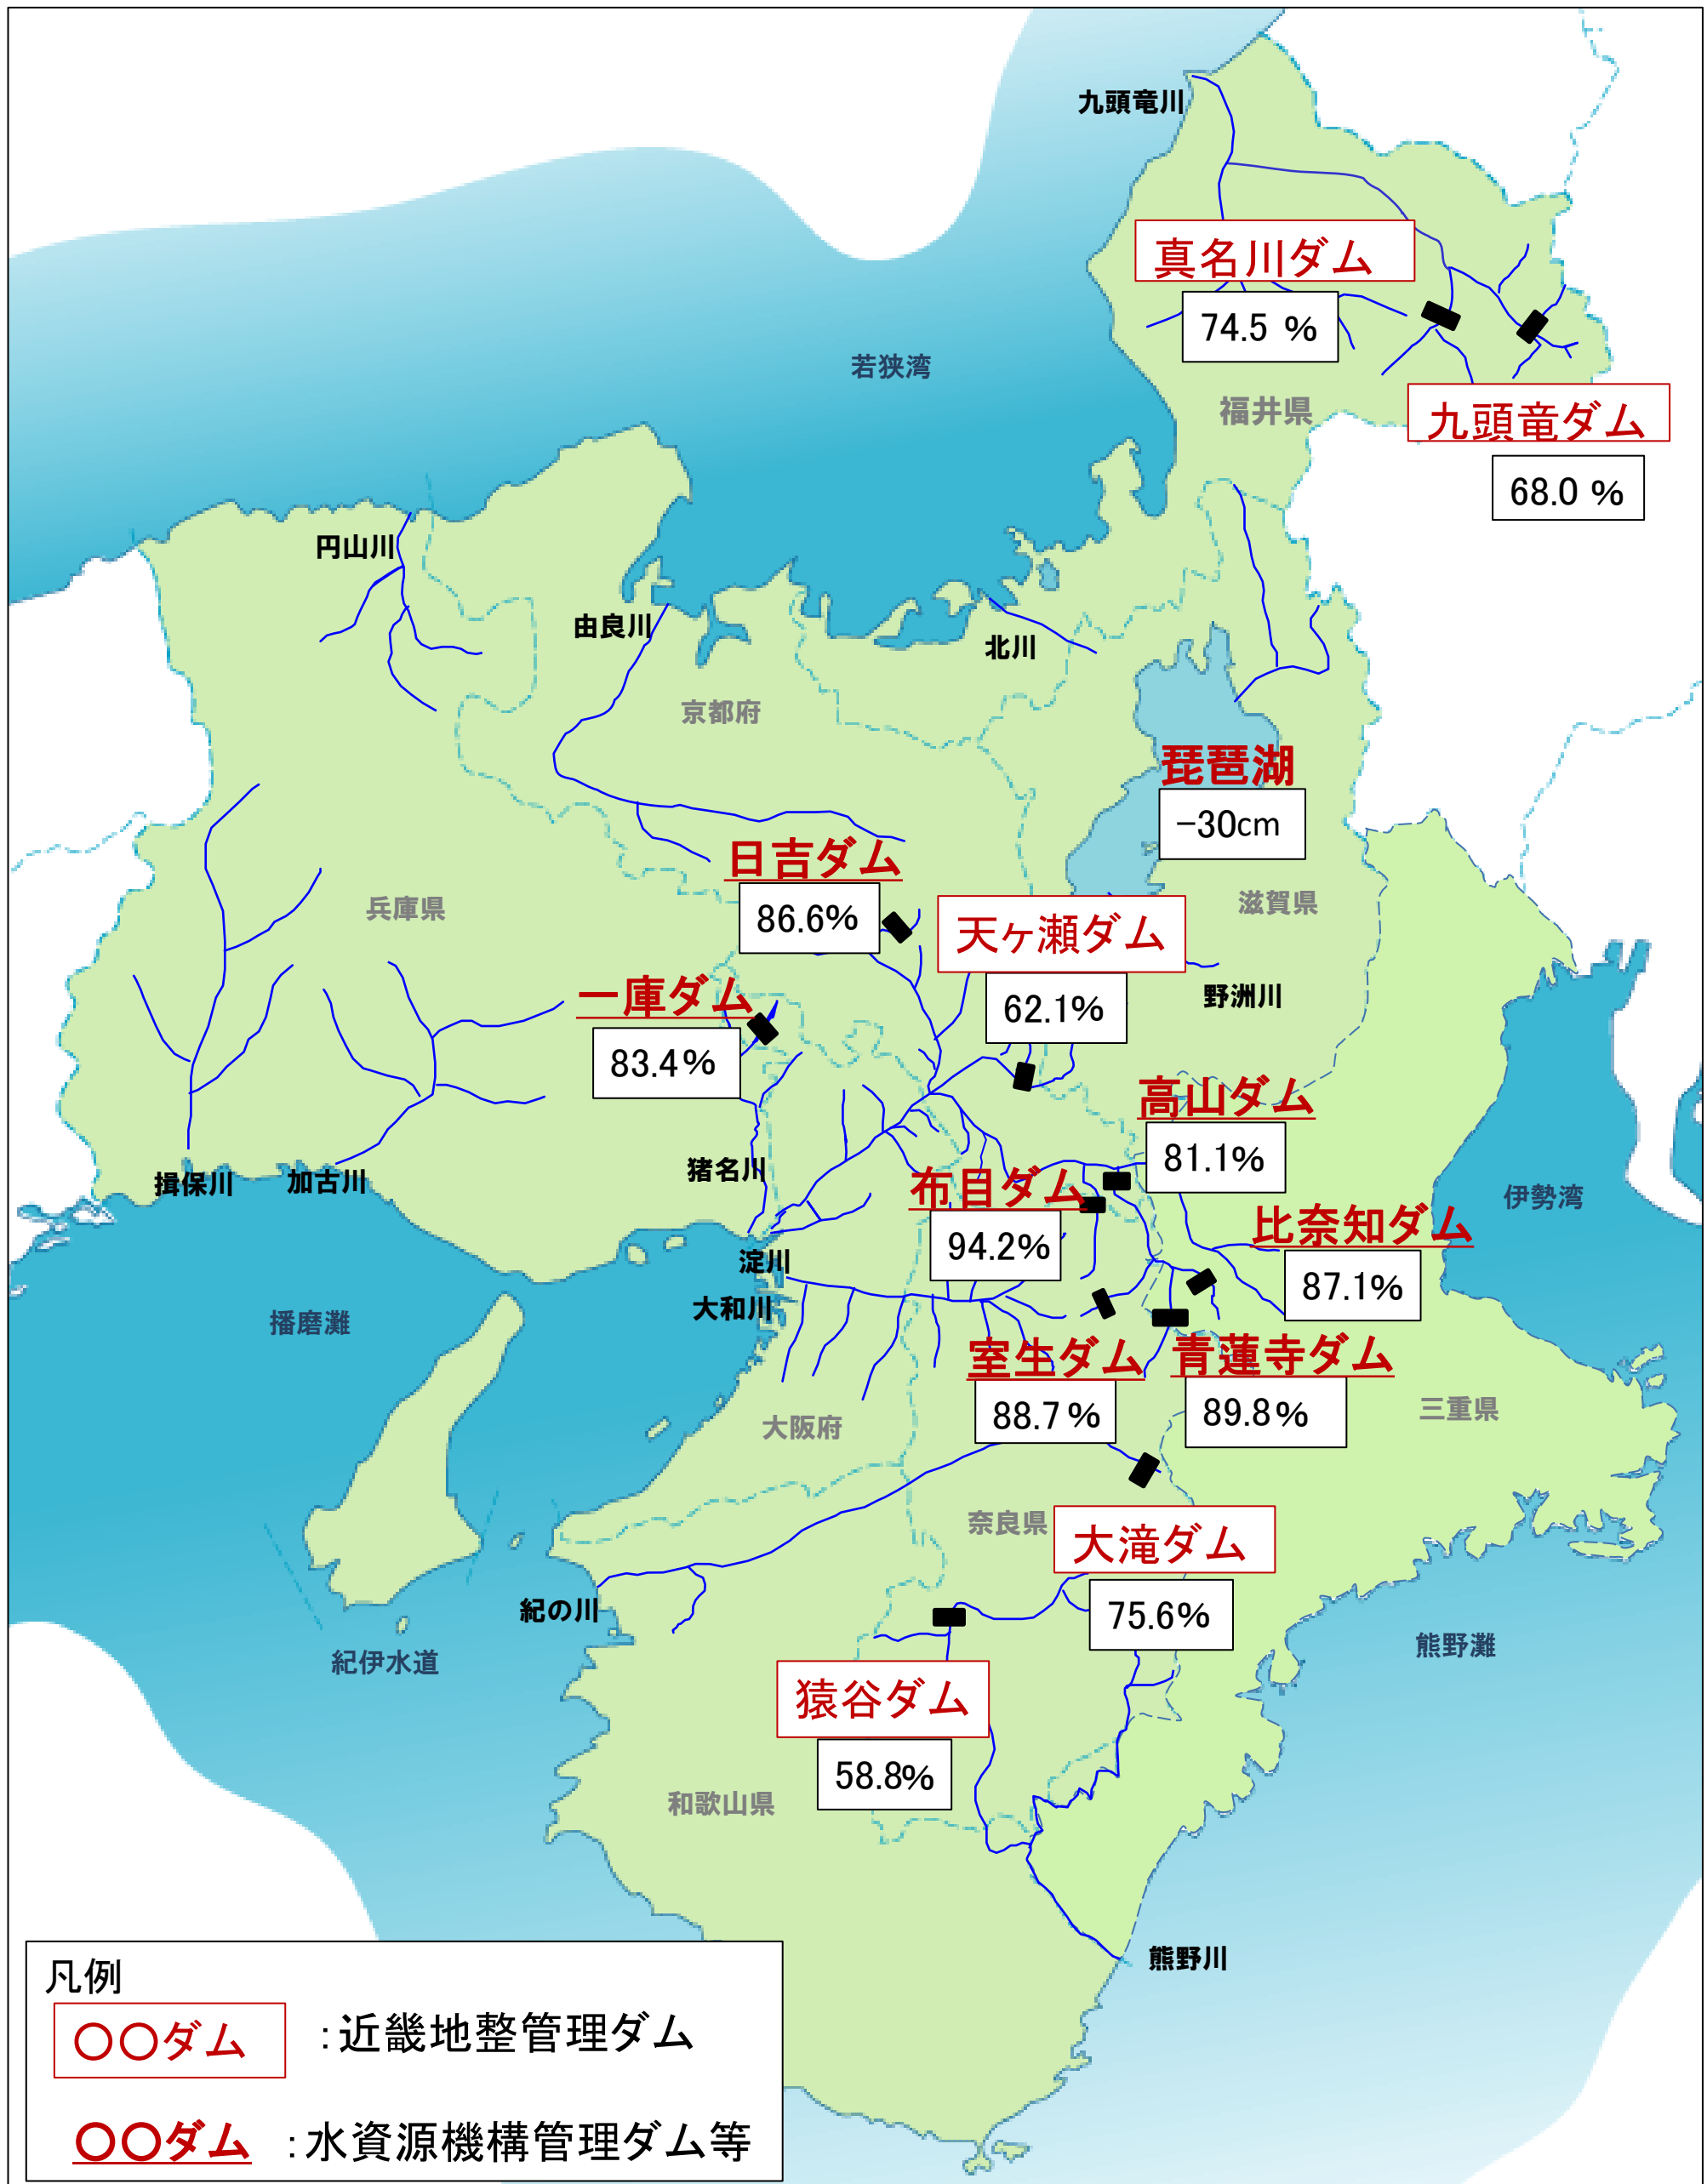 九頭竜川
真名川ダム
74.5 %
若狭湾
福井県
九頭竜ダム
68.0 %
円山川
由良川
北川
京都府
琵琶湖
-30cm
日吉ダム
86.6%
兵庫県
天ヶ瀬ダム
62.1%
滋賀県
野洲川
一庫ダム
83.4%
高山ダム
81.1%
猪名川
揖保川
加古川
布目ダム
94.2%
伊勢湾
比奈知ダム
87.1%
淀川
大和川
播磨灘
室生ダム
88.7%
青蓮寺ダム
89.8%
三重県
大阪府
奈良県
大滝ダム
75.6%
紀の川
紀伊水道
熊野灘
猿谷ダム
58.8%
和歌山県
熊野川
凡例
〇〇ダム :近畿地整管理ダム
〇〇ダム :水資源機構管理ダム等